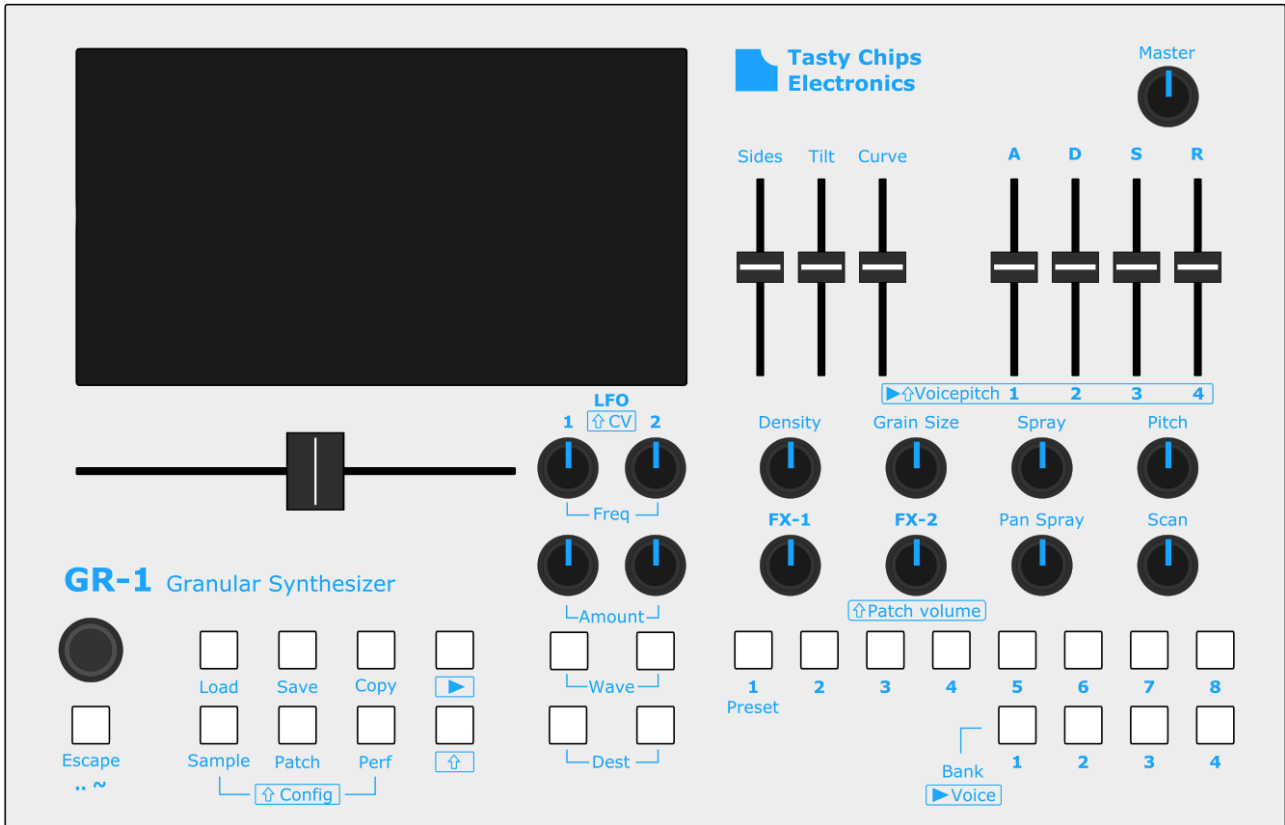 Tasty Chips
Electronics
Master
Sides Tilt Curve A D S R
LFO
1 ⇧ CV 2
▶⇧Voicepitch 1 2 3 4
Density Grain Size Spray Pitch
Freq
FX-1 FX-2 Pan Spray Scan
GR-1 Granular Synthesizer
Amount
⇧Patch volume
Load Save Copy ▶
Wave
1 2 3 4 5 6 7 8
Preset
Escape Sample Patch Perf ⇧
.. ~
⇧ Config
Dest
1 2 3 4
Bank
▶Voice